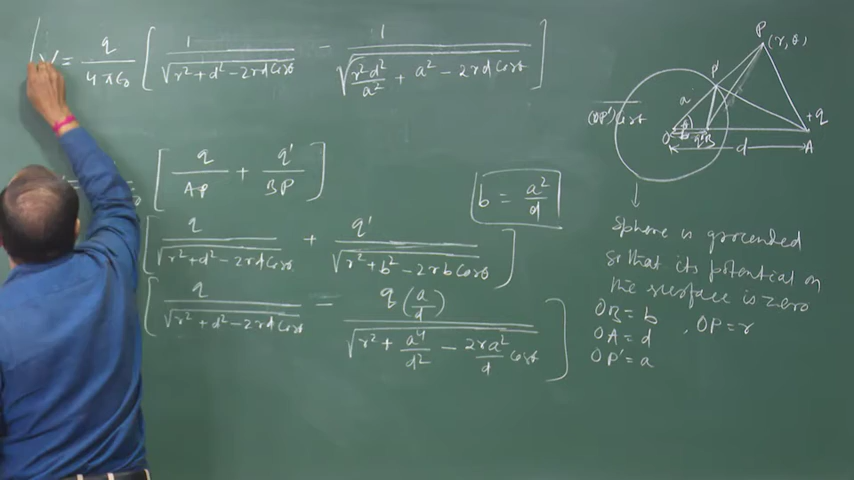 V = q / 4πε₀ [ 1 / √(r² + d² - 2rd cosθ) - 1 / √(r²d²/a² + a² - 2rd cosθ) ]
[ q / AP + q' / BP ]
b = a²/d
[ q / √(r² + d² - 2rd cosθ) + q' / √(r² + b² - 2rb cosθ) ]
[ q / √(r² + d² - 2rd cosθ) - q(a/d) / √(r² + a⁴/d² - 2ra²/d cosθ) ]
P (r, θ)
P'
a
O b q' B
+q
A
d
Sphere is grounded
so that its potential on
the surface is zero
OB = b
OA = d , OP = r
OP' = a